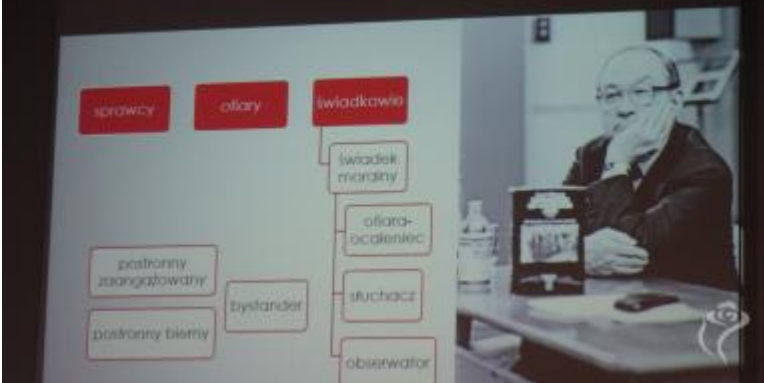 sprawcy
ofiary
świadkowie
świadek
moralny
ofiara-
ocaleniec
postronny
zaangażowany
bystander
słuchacz
postronny bierny
obserwator